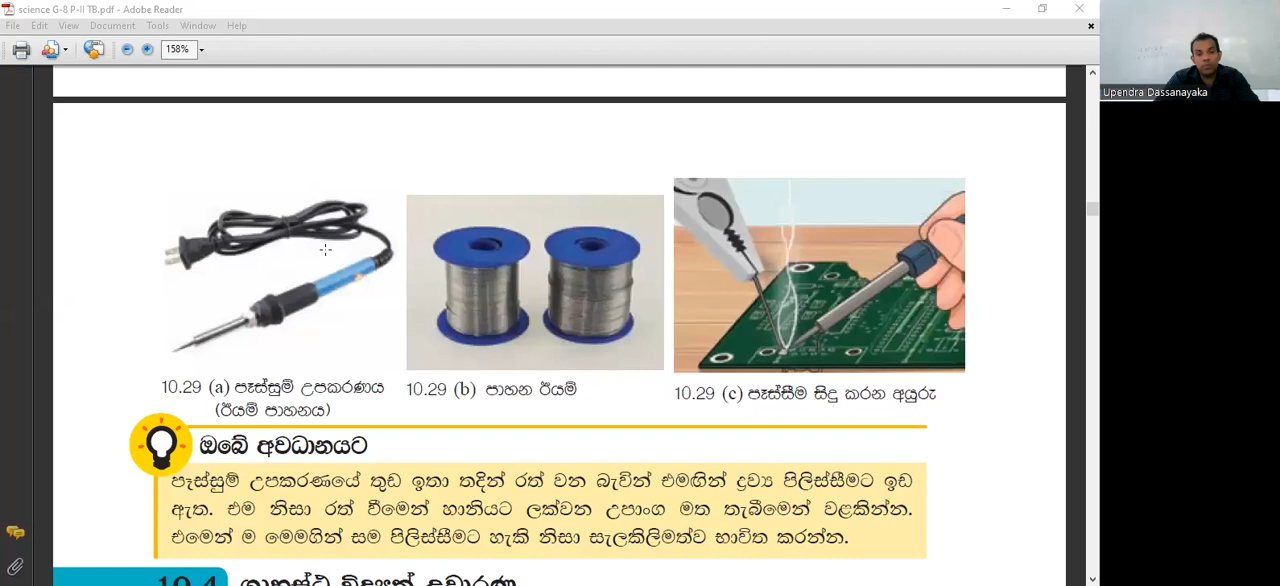 science G-8 P-II TB.pdf - Adobe Reader
File Edit View Document Tools Window Help
158%
Upendra Dassanayaka
10.29 (a) පෑස්සුම් උපකරණය
(ඊයම් පාහනය)
10.29 (b) පාහන ඊයම්
10.29 (c) පෑස්සීම සිදු කරන අයුරු
ඔබේ අවධානයට
පෑස්සුම් උපකරණයේ තුඩ ඉතා තදින් රත් වන බැවින් එමඟින් ද්‍රව්‍ය පිලිස්සීමට ඉඩ
ඇත. එම නිසා රත් වීමෙන් හානියට ලක්වන උපාංග මත තැබීමෙන් වළකින්න.
එමෙන් ම මෙමගින් සම පිලිස්සීමට හැකි නිසා සැලකිලිමත්ව භාවිත කරන්න.
10.4